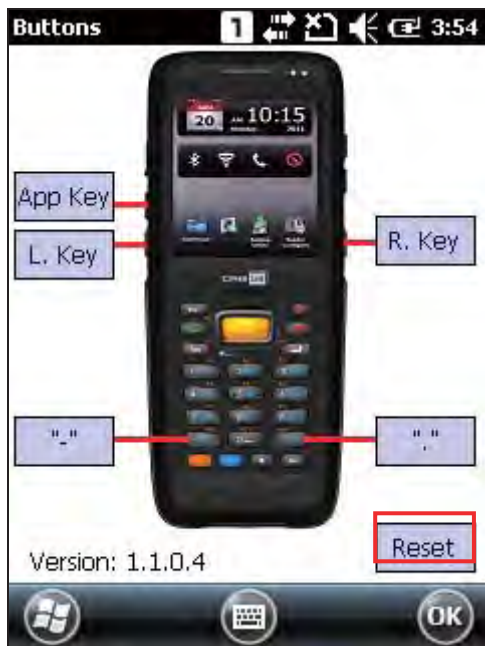 Buttons 1 3:54
20 10:15
App Key
L. Key
R. Key
"-"
"."
Reset
Version: 1.1.0.4
OK